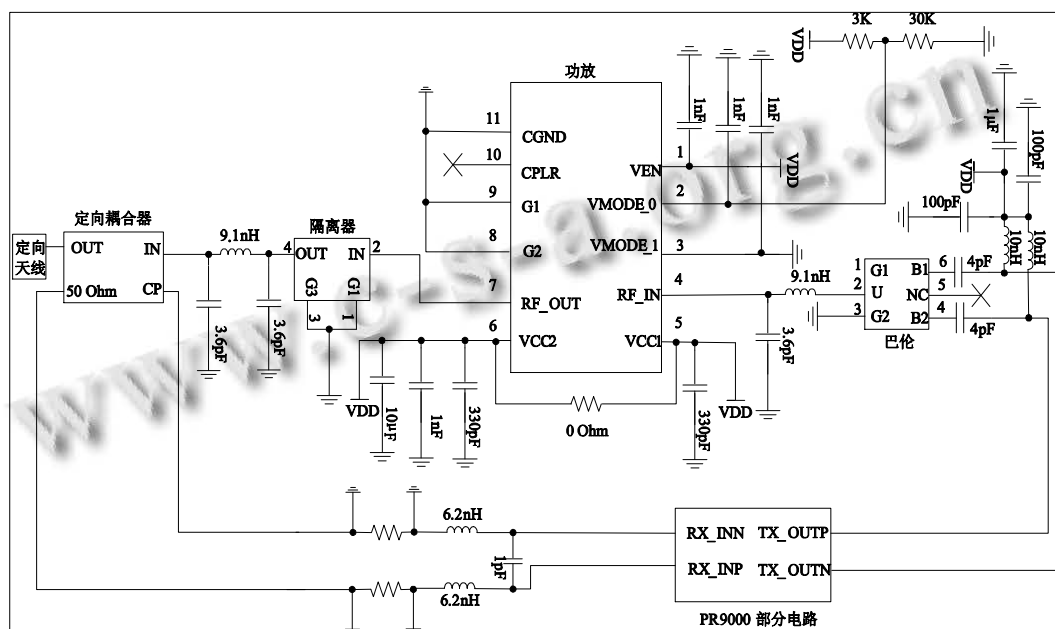 3K
30K
VDD
VDD
功放
1nF
1nF
1nF
1μF
100pF
VDD
100pF
10nH
10nH
11
CGND
10
CPLR
9
G1
8
G2
7
RF_OUT
6
VCC2
1
VEN
2
VMODE_0
3
VMODE_1
4
RF_IN
5
VCC1
定向耦合器
OUT
IN
50 Ohm
CP
定向
天线
9.1nH
3.6pF
3.6pF
隔离器
4
OUT
IN
2
G3
G1
3
1
VDD
10μF
1nF
330pF
0 Ohm
330pF
VDD
9.1nH
3.6pF
1
G1
B1
6
4pF
2
U
NC
5
3
G2
B2
4
4pF
巴伦
6.2nH
1pF
6.2nH
RX_INN
TX_OUTP
RX_INP
TX_OUTN
PR9000 部分电路
www.c-s-a.org.cn